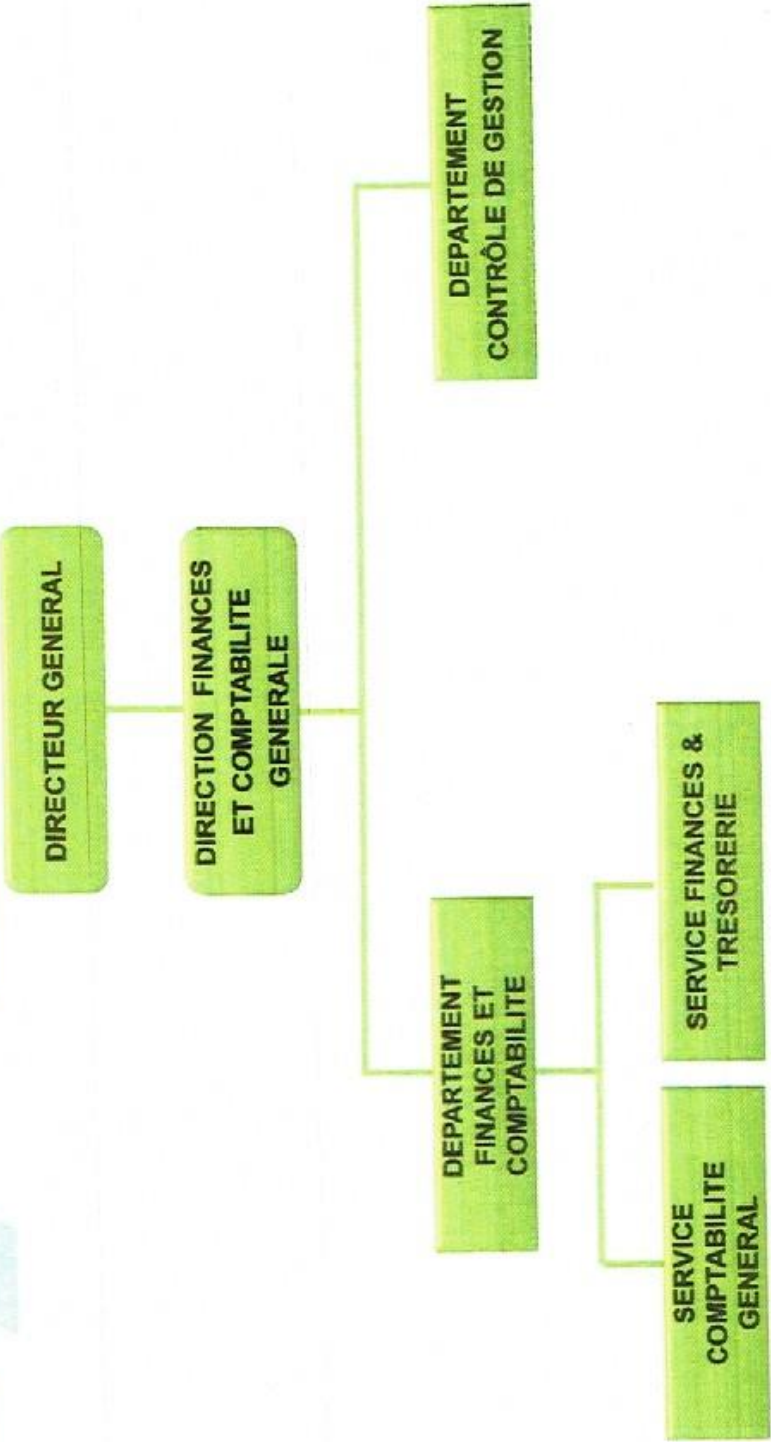 DIRECTEUR GENERAL
DIRECTION FINANCES
ET COMPTABILITE
GENERALE
DEPARTEMENT
FINANCES ET
COMPTABILITE
DEPARTEMENT
CONTRÔLE DE GESTION
SERVICE
COMPTABILITE
GENERAL
SERVICE FINANCES &
TRESORERIE